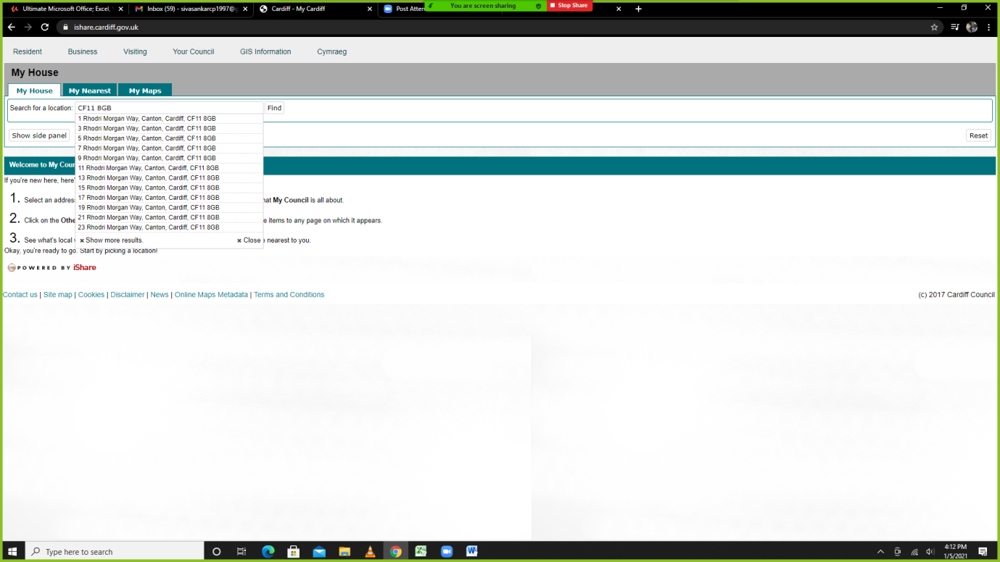 Ultimate Microsoft Office; Excel,
Inbox (59) - sivasankarcp1997@g
Cardiff - My Cardiff
Post Atten
You are screen sharing
Stop Share
ishare.cardiff.gov.uk
Resident Business Visiting Your Council GIS Information Cymraeg
My House
My House My Nearest My Maps
Search for a location: CF11 8GB Find
1 Rhodri Morgan Way, Canton, Cardiff, CF11 8GB
3 Rhodri Morgan Way, Canton, Cardiff, CF11 8GB
Show side panel
Reset
5 Rhodri Morgan Way, Canton, Cardiff, CF11 8GB
7 Rhodri Morgan Way, Canton, Cardiff, CF11 8GB
9 Rhodri Morgan Way, Canton, Cardiff, CF11 8GB
11 Rhodri Morgan Way, Canton, Cardiff, CF11 8GB
13 Rhodri Morgan Way, Canton, Cardiff, CF11 8GB
15 Rhodri Morgan Way, Canton, Cardiff, CF11 8GB
17 Rhodri Morgan Way, Canton, Cardiff, CF11 8GB
19 Rhodri Morgan Way, Canton, Cardiff, CF11 8GB
21 Rhodri Morgan Way, Canton, Cardiff, CF11 8GB
23 Rhodri Morgan Way, Canton, Cardiff, CF11 8GB
Show more results. Close
Welcome to My Coun
If you're new here, here'
1. Select an addres hat My Council is all about.
2. Click on the Othe e items to any page on which it appears.
3. See what's local e nearest to you.
Okay, you're ready to go. Start by picking a location!
POWERED BY iShare
Contact us | Site map | Cookies | Disclaimer | News | Online Maps Metadata | Terms and Conditions
(c) 2017 Cardiff Council
Type here to search
4:12 PM
1/5/2021